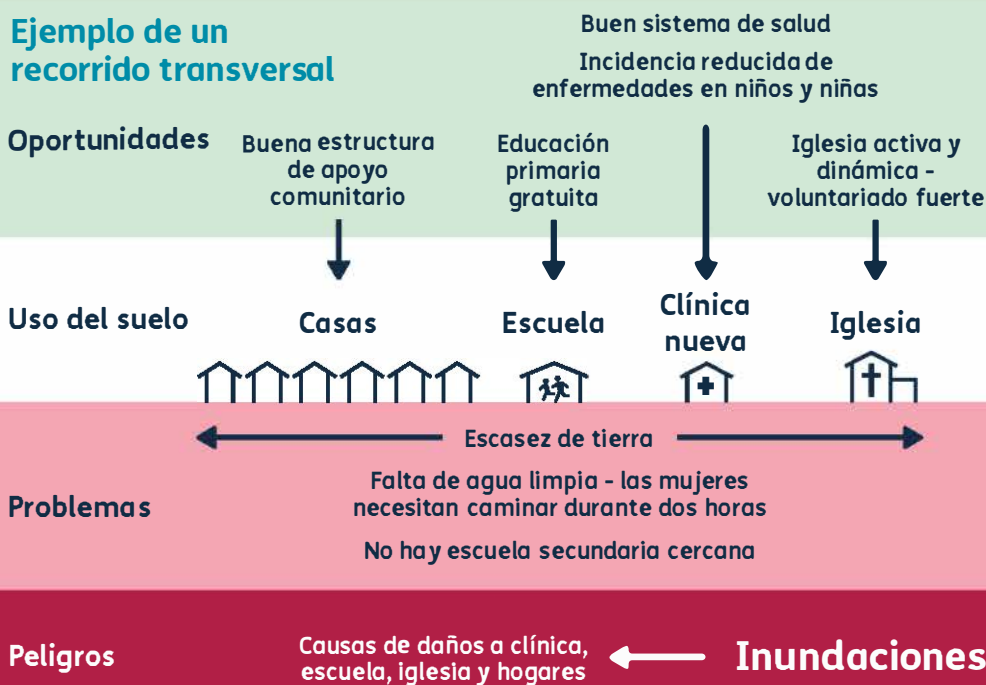 Ejemplo de un
recorrido transversal
Buen sistema de salud
Incidencia reducida de
enfermedades en niños y niñas
Oportunidades
Buena estructura
de apoyo
comunitario
Educación
primaria
gratuita
Iglesia activa y
dinámica -
voluntariado fuerte
Uso del suelo
Casas
Escuela
Clínica
nueva
Iglesia
Problemas
Escasez de tierra
Falta de agua limpia - las mujeres
necesitan caminar durante dos horas
No hay escuela secundaria cercana
Peligros
Causas de daños a clínica,
escuela, iglesia y hogares
Inundaciones